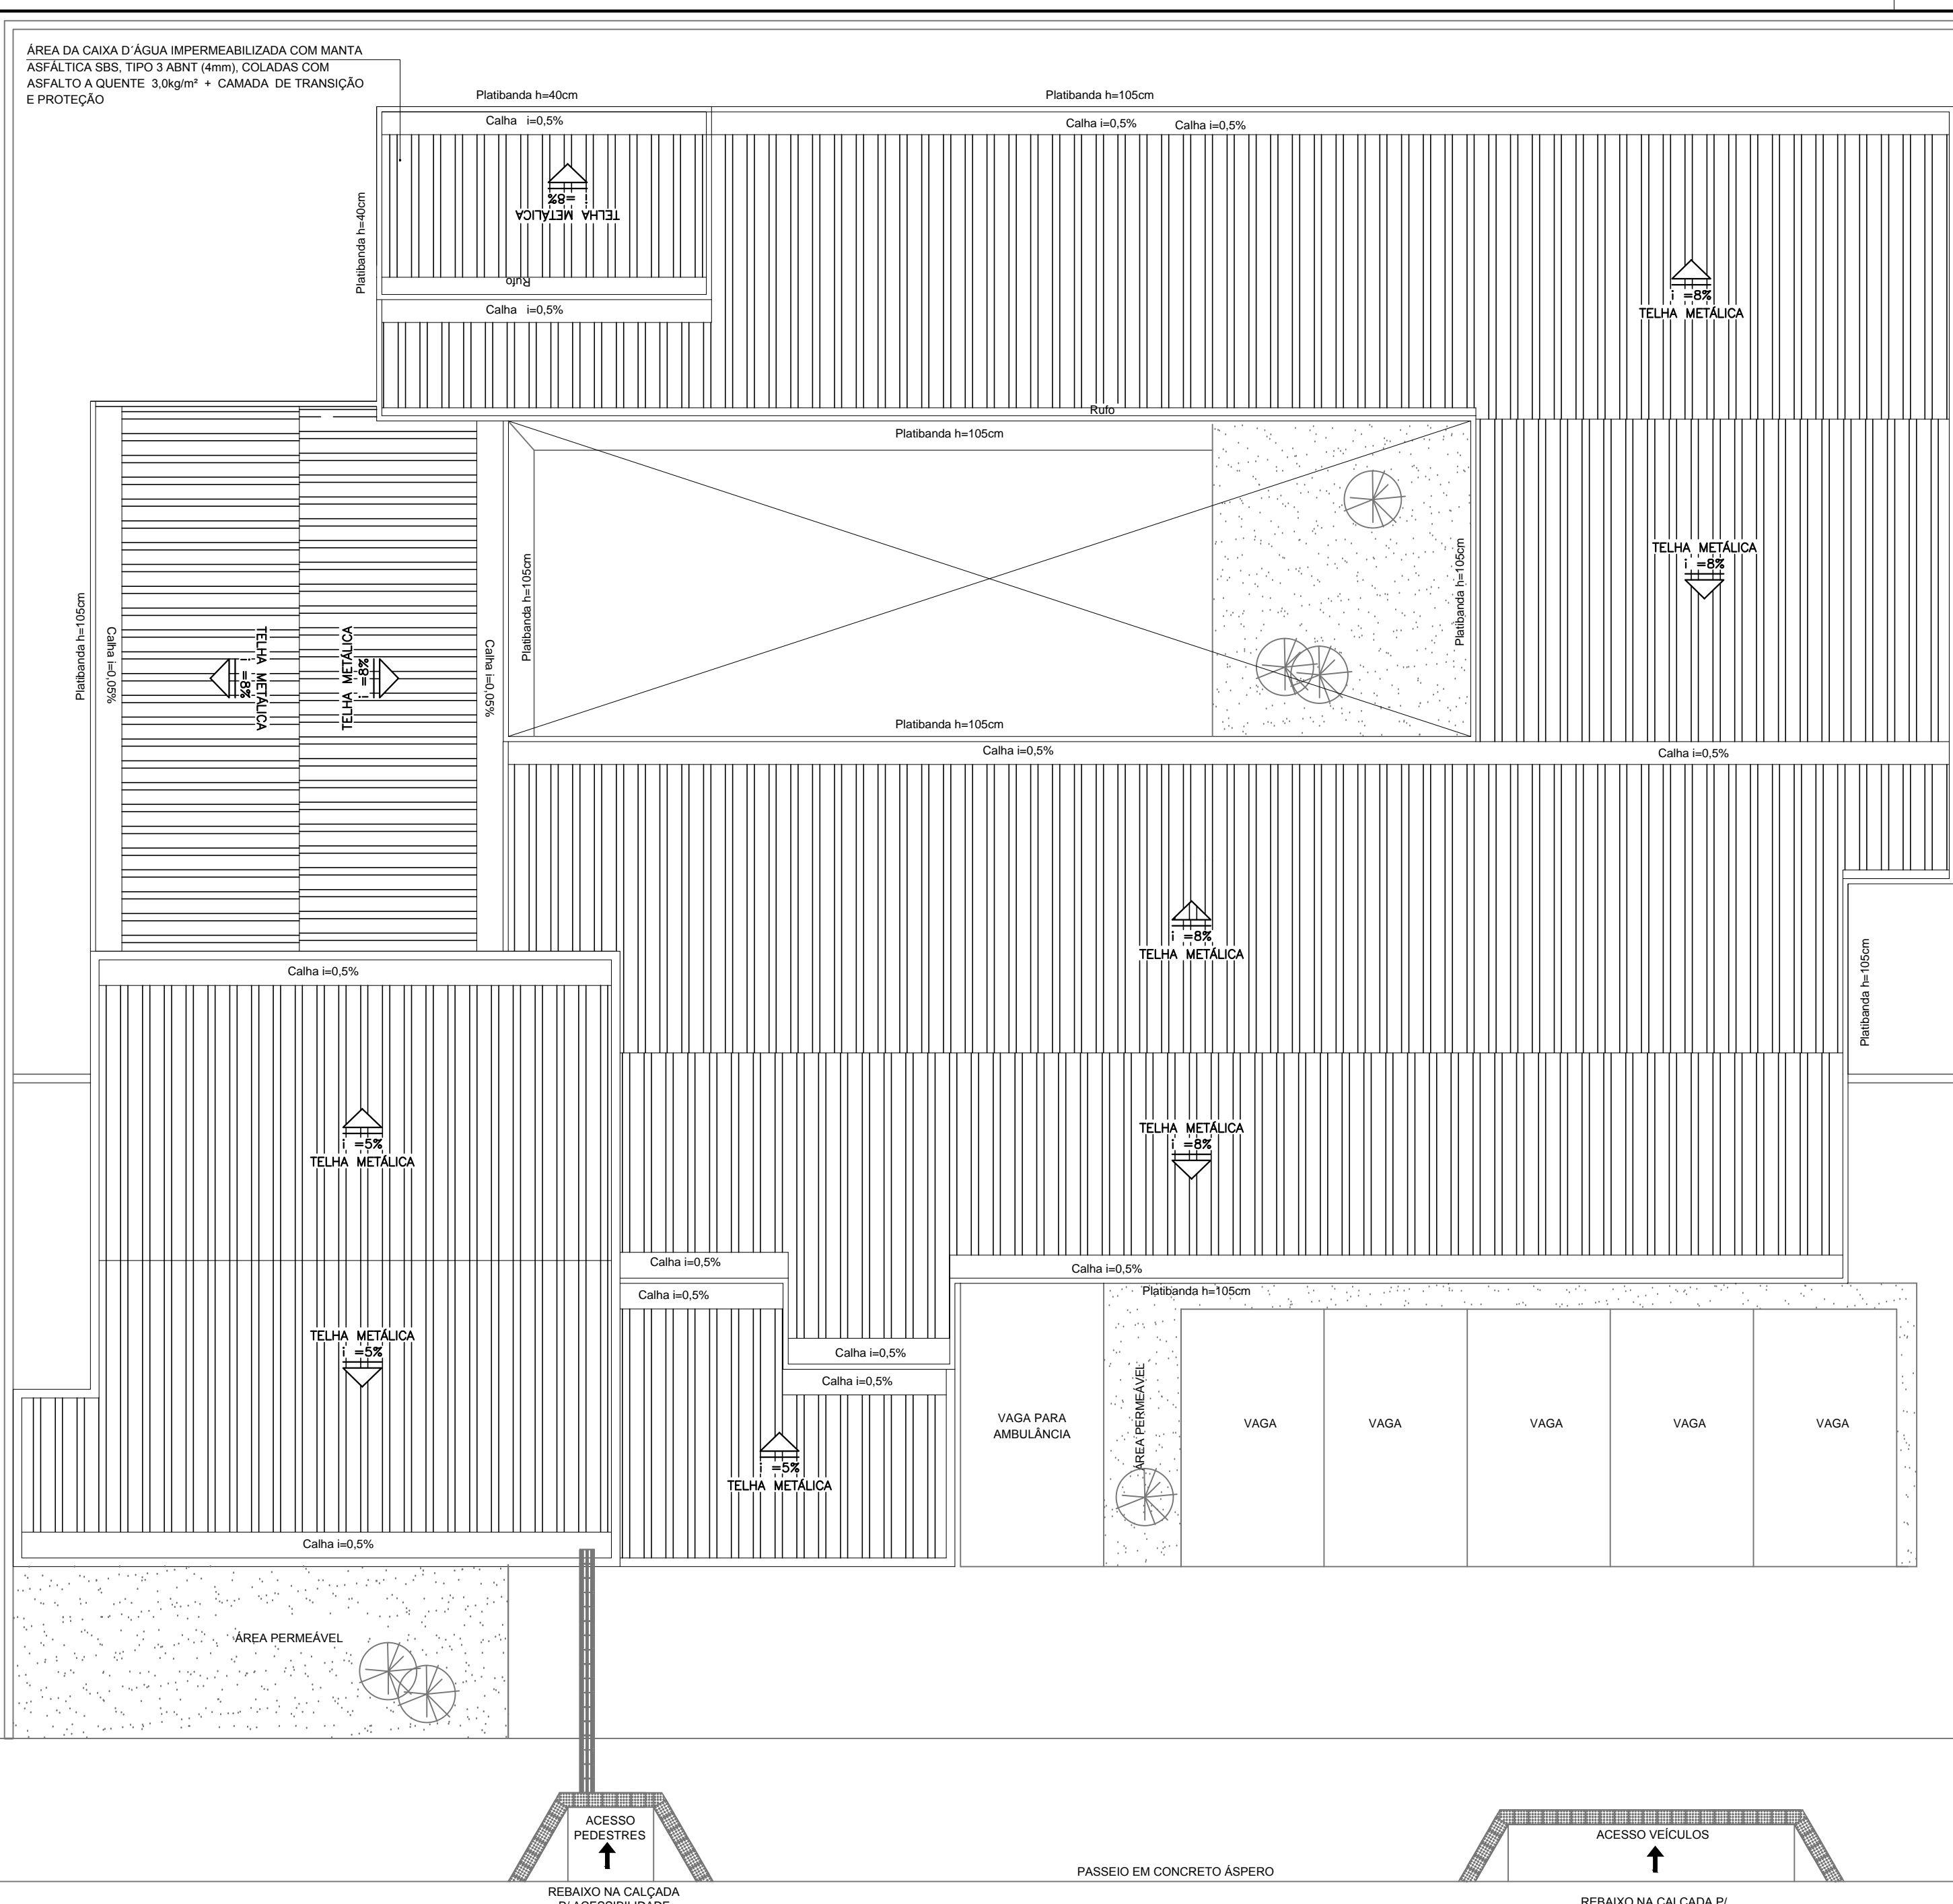 ÁREA DA CAIXA D´ÁGUA IMPERMEABILIZADA COM MANTA
ASFÁLTICA SBS, TIPO 3 ABNT (4mm), COLADAS COM
ASFALTO A QUENTE 3,0kg/m² + CAMADA DE TRANSIÇÃO
E PROTEÇÃO
Platibanda h=40cm
Platibanda h=105cm
Calha i=0,5%
Calha i=0,5%
Calha i=0,5%
i =8%
TELHA METÁLICA
Platibanda h=40cm
Rufo
Calha i=0,5%
i =8%
TELHA METÁLICA
Rufo
Platibanda h=105cm
Platibanda h=105cm
Calha i=0,05%
TELHA METÁLICA
i =8%
TELHA METÁLICA
i =8%
Calha i=0,05%
Platibanda h=105cm
Platibanda h=105cm
TELHA METÁLICA
i =8%
Platibanda h=105cm
Calha i=0,5%
Calha i=0,5%
i =8%
TELHA METÁLICA
Platibanda h=105cm
Calha i=0,5%
i =5%
TELHA METÁLICA
TELHA METÁLICA
i =8%
Calha i=0,5%
Calha i=0,5%
Calha i=0,5%
Platibanda h=105cm
TELHA METÁLICA
i =5%
Calha i=0,5%
Calha i=0,5%
i =5%
TELHA METÁLICA
VAGA PARA
AMBULÂNCIA
ÁREA PERMEÁVEL
VAGA
VAGA
VAGA
VAGA
VAGA
Calha i=0,5%
ÁREA PERMEÁVEL
ACESSO
PEDESTRES
ACESSO VEÍCULOS
PASSEIO EM CONCRETO ÁSPERO
REBAIXO NA CALÇADA
P/ ACESSIBILIDADE
REBAIXO NA CALÇADA P/